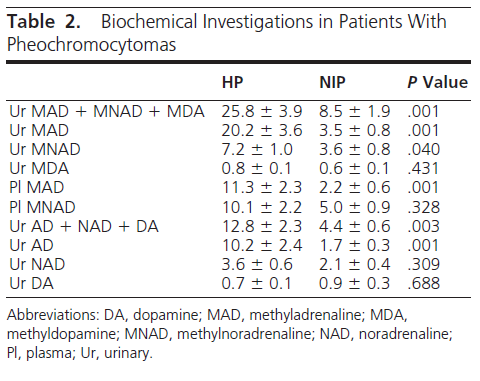 Table 2. Biochemical Investigations in Patients With
Pheochromocytomas
HP NIP P Value
Ur MAD + MNAD + MDA 25.8 ± 3.9 8.5 ± 1.9 .001
Ur MAD 20.2 ± 3.6 3.5 ± 0.8 .001
Ur MNAD 7.2 ± 1.0 3.6 ± 0.8 .040
Ur MDA 0.8 ± 0.1 0.6 ± 0.1 .431
Pl MAD 11.3 ± 2.3 2.2 ± 0.6 .001
Pl MNAD 10.1 ± 2.2 5.0 ± 0.9 .328
Ur AD + NAD + DA 12.8 ± 2.3 4.4 ± 0.6 .003
Ur AD 10.2 ± 2.4 1.7 ± 0.3 .001
Ur NAD 3.6 ± 0.6 2.1 ± 0.4 .309
Ur DA 0.7 ± 0.1 0.9 ± 0.3 .688
Abbreviations: DA, dopamine; MAD, methyladrenaline; MDA,
methyldopamine; MNAD, methylnoradrenaline; NAD, noradrenaline;
Pl, plasma; Ur, urinary.